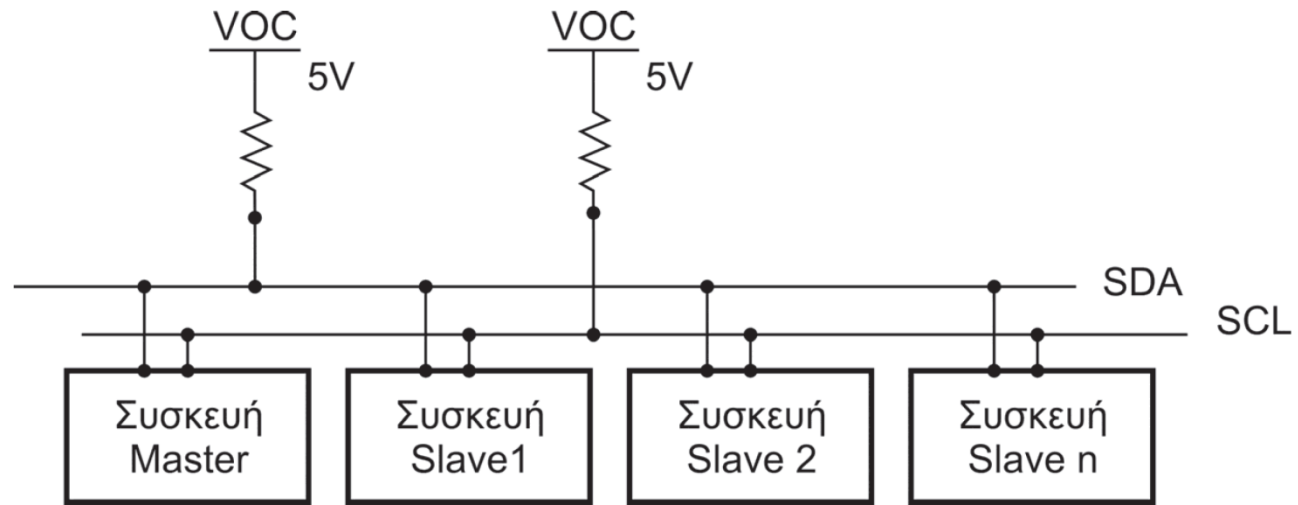 VOC
5V
VOC
5V
SDA
SCL
Συσκευή
Master
Συσκευή
Slave1
Συσκευή
Slave 2
Συσκευή
Slave n